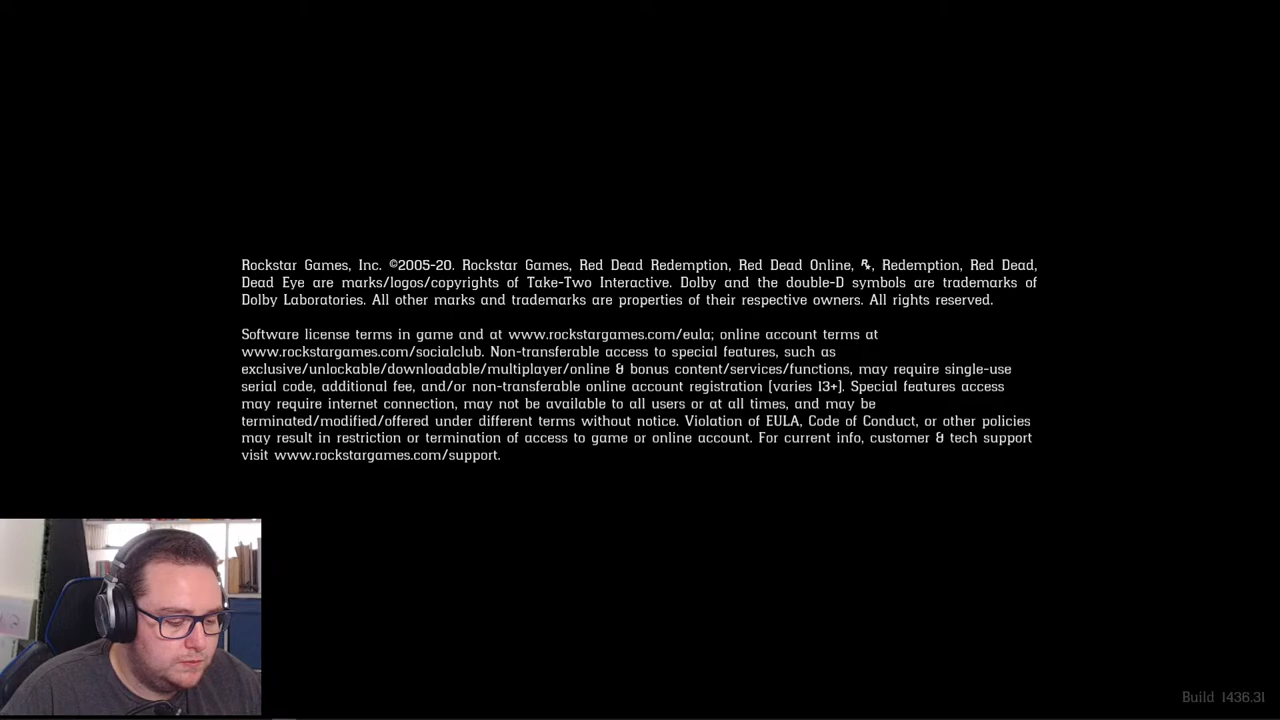 Rockstar Games, Inc. ©2005-20. Rockstar Games, Red Dead Redemption, Red Dead Online, R*, Redemption, Red Dead,
Dead Eye are marks/logos/copyrights of Take-Two Interactive. Dolby and the double-D symbols are trademarks of
Dolby Laboratories. All other marks and trademarks are properties of their respective owners. All rights reserved.
Software license terms in game and at www.rockstargames.com/eula; online account terms at
www.rockstargames.com/socialclub. Non-transferable access to special features, such as
exclusive/unlockable/downloadable/multiplayer/online & bonus content/services/functions, may require single-use
serial code, additional fee, and/or non-transferable online account registration (varies 13+). Special features access
may require internet connection, may not be available to all users or at all times, and may be
terminated/modified/offered under different terms without notice. Violation of EULA, Code of Conduct, or other policies
may result in restriction or termination of access to game or online account. For current info, customer & tech support
visit www.rockstargames.com/support.
Build 1436.31